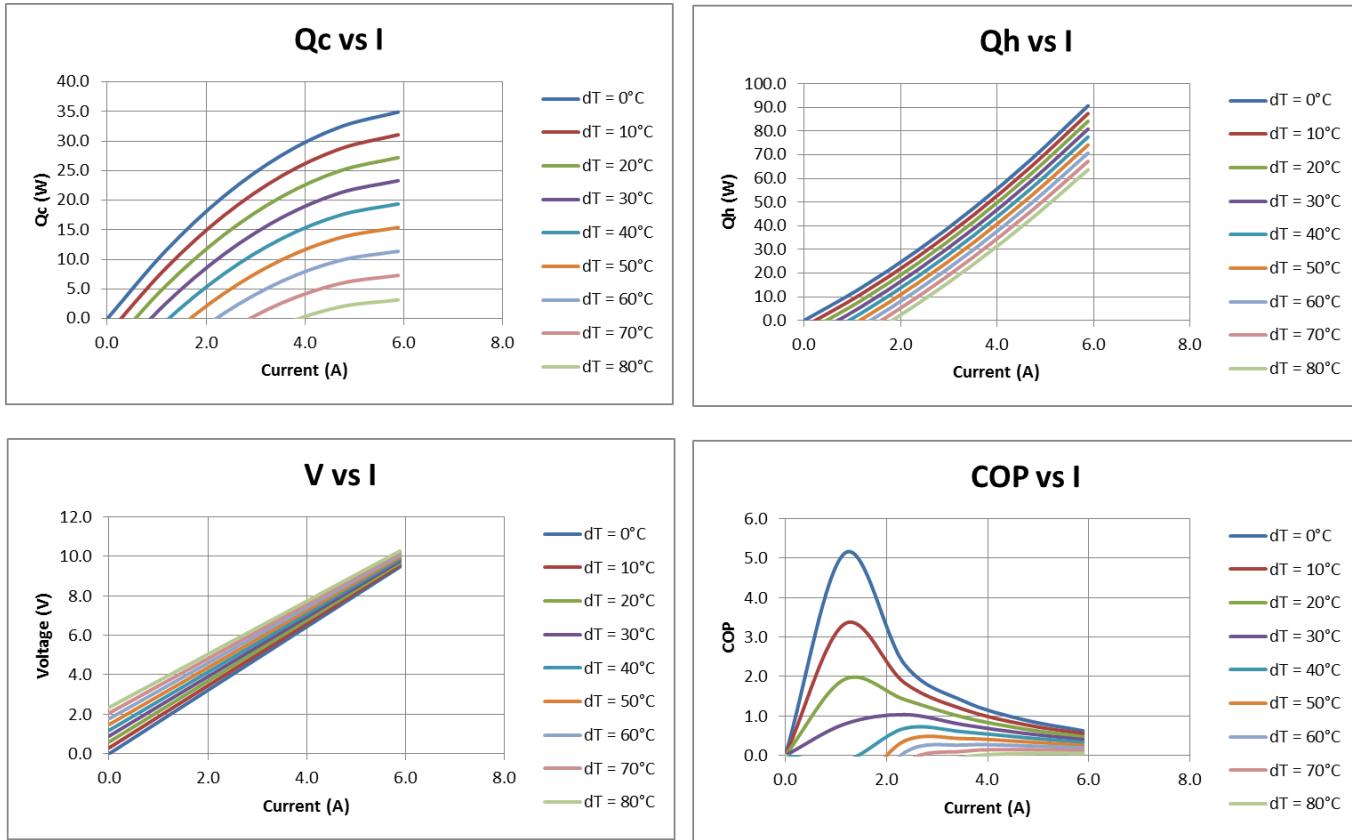 Qc vs I
Qc (W)
40.0
35.0
30.0
25.0
20.0
15.0
10.0
5.0
0.0
0.0 2.0 4.0 6.0 8.0
Current (A)
dT = 0°C
dT = 10°C
dT = 20°C
dT = 30°C
dT = 40°C
dT = 50°C
dT = 60°C
dT = 70°C
dT = 80°C
Qh vs I
Qh (W)
100.0
90.0
80.0
70.0
60.0
50.0
40.0
30.0
20.0
10.0
0.0
0.0 2.0 4.0 6.0 8.0
Current (A)
dT = 0°C
dT = 10°C
dT = 20°C
dT = 30°C
dT = 40°C
dT = 50°C
dT = 60°C
dT = 70°C
dT = 80°C
V vs I
Voltage (V)
12.0
10.0
8.0
6.0
4.0
2.0
0.0
0.0 2.0 4.0 6.0 8.0
Current (A)
dT = 0°C
dT = 10°C
dT = 20°C
dT = 30°C
dT = 40°C
dT = 50°C
dT = 60°C
dT = 70°C
dT = 80°C
COP vs I
COP
6.0
5.0
4.0
3.0
2.0
1.0
0.0
0.0 2.0 4.0 6.0 8.0
Current (A)
dT = 0°C
dT = 10°C
dT = 20°C
dT = 30°C
dT = 40°C
dT = 50°C
dT = 60°C
dT = 70°C
dT = 80°C